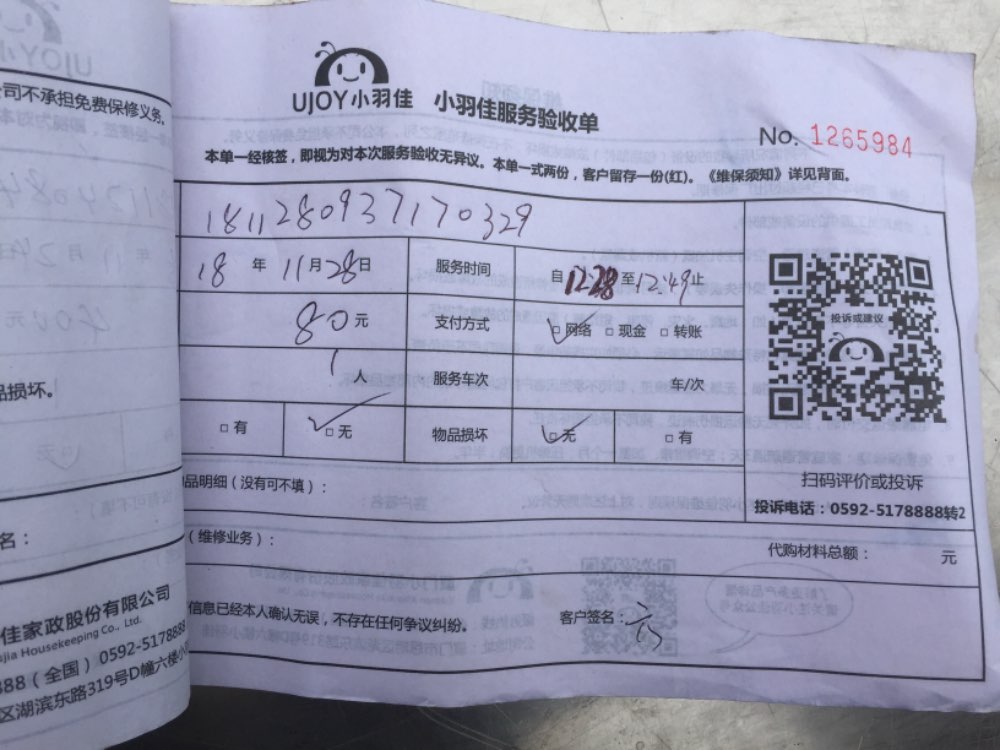 UJOY小羽佳 小羽佳服务验收单
No. 1265984
本单一经核签，即视为对本次服务验收无异议。本单一式两份，客户留存一份(红)。《维保须知》详见背面。
1811280937170329
18 年 11 月 28 日 服务时间 自 12:28 至 12:49 止
80 元 支付方式 □网络 □现金 □转账
1 人 服务车次 车/次
□有 □无 物品损坏 □无 □有
品明细（没有可不填）：
（维修业务）： 代购材料总额： 元
信息已经本人确认无误，不存在任何争议纠纷。 客户签名：
投诉或建议
扫码评价或投诉
投诉电话：0592-5178888转2
司不承担免费保修义务。
品损坏。
名：
佳家政股份有限公司
jia Housekeeping Co., Ltd.
888（全国） 0592-5178888
区湖滨东路319号D幢六楼小